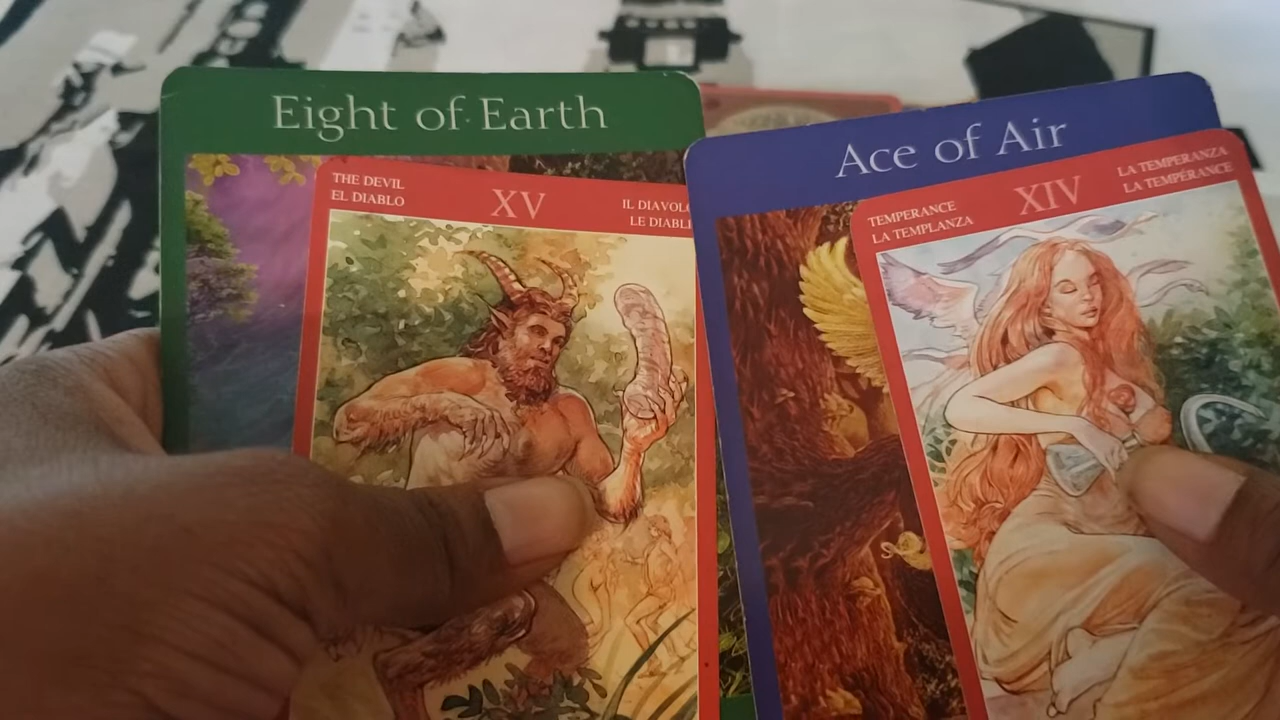 Eight of Earth
THE DEVIL
EL DIABLO
XV
IL DIAVOLO
LE DIABL
Ace of Air
TEMPERANCE
LA TEMPLANZA
XIV
LA TEMPERANZA
LA TEMPÉRANCE